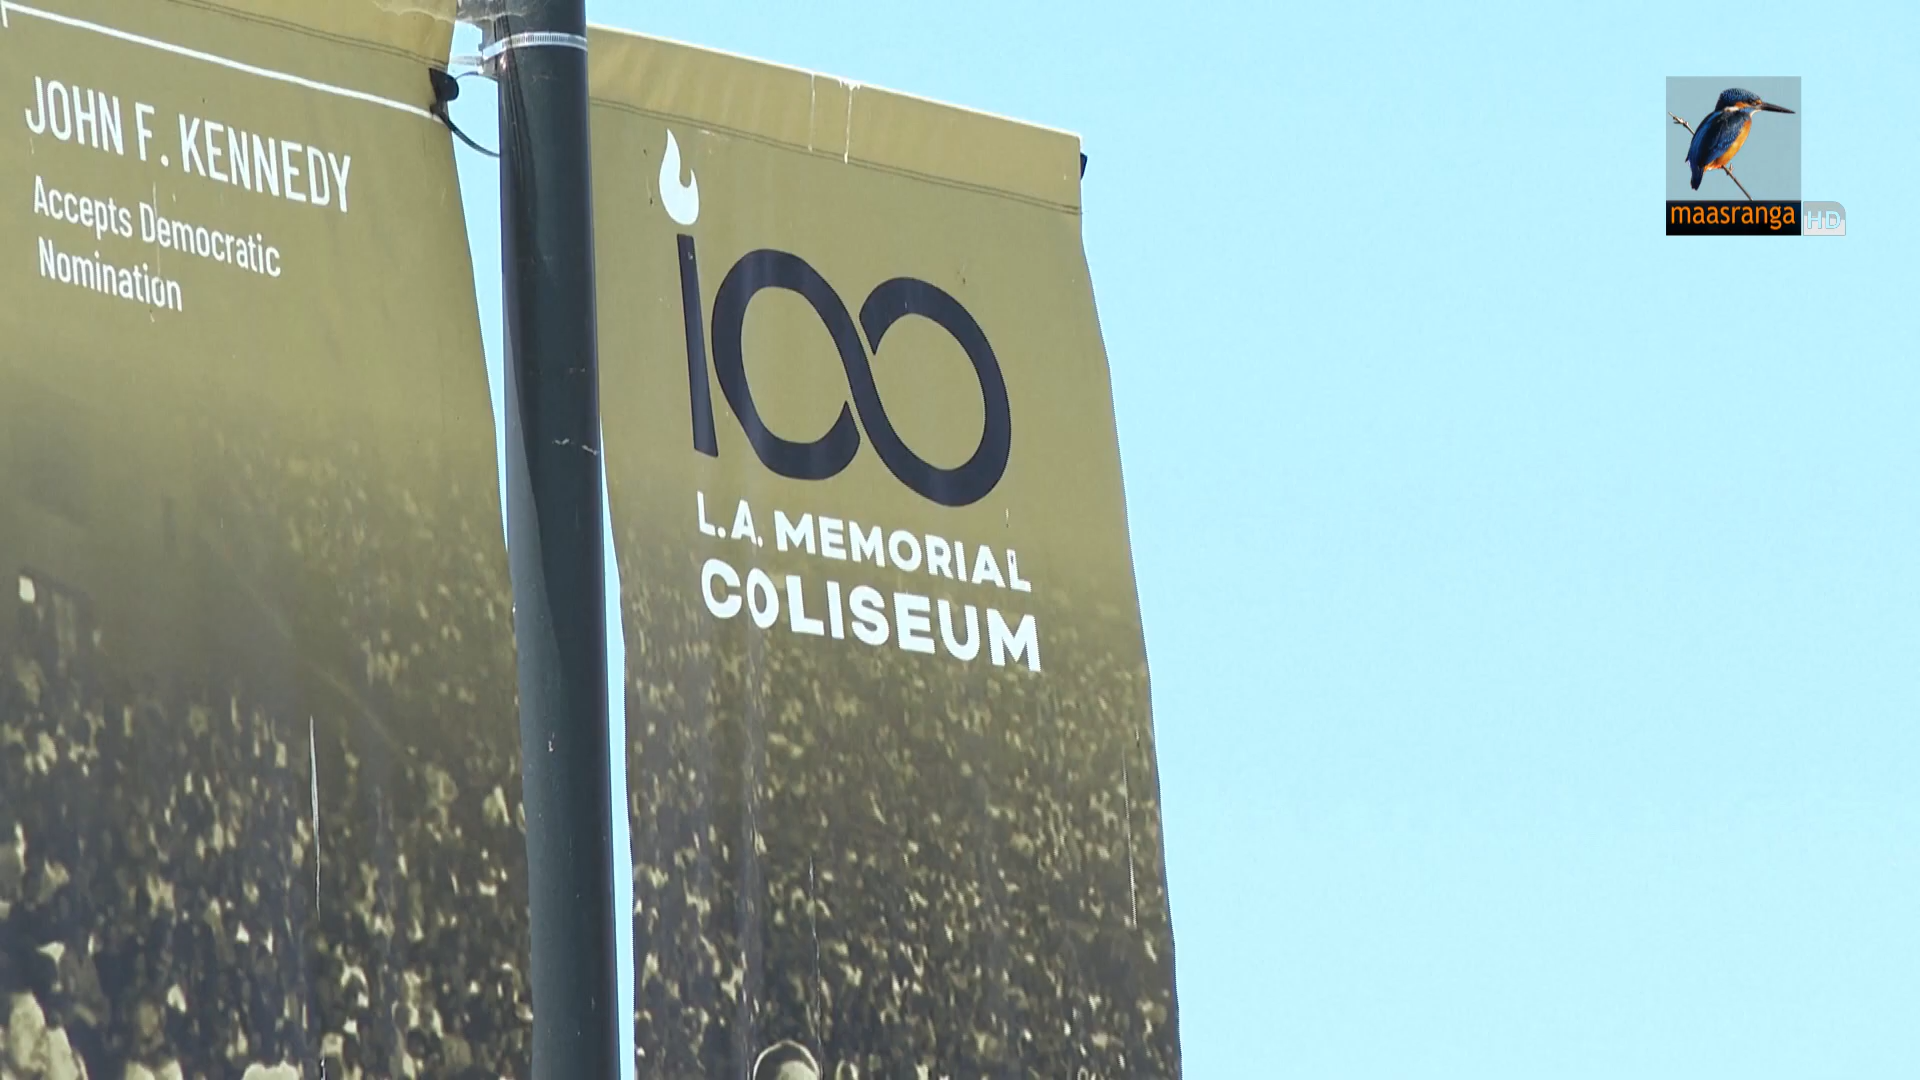 JOHN F. KENNEDY
Accepts Democratic
Nomination
100
L.A. MEMORIAL
COLISEUM
maasranga
HD